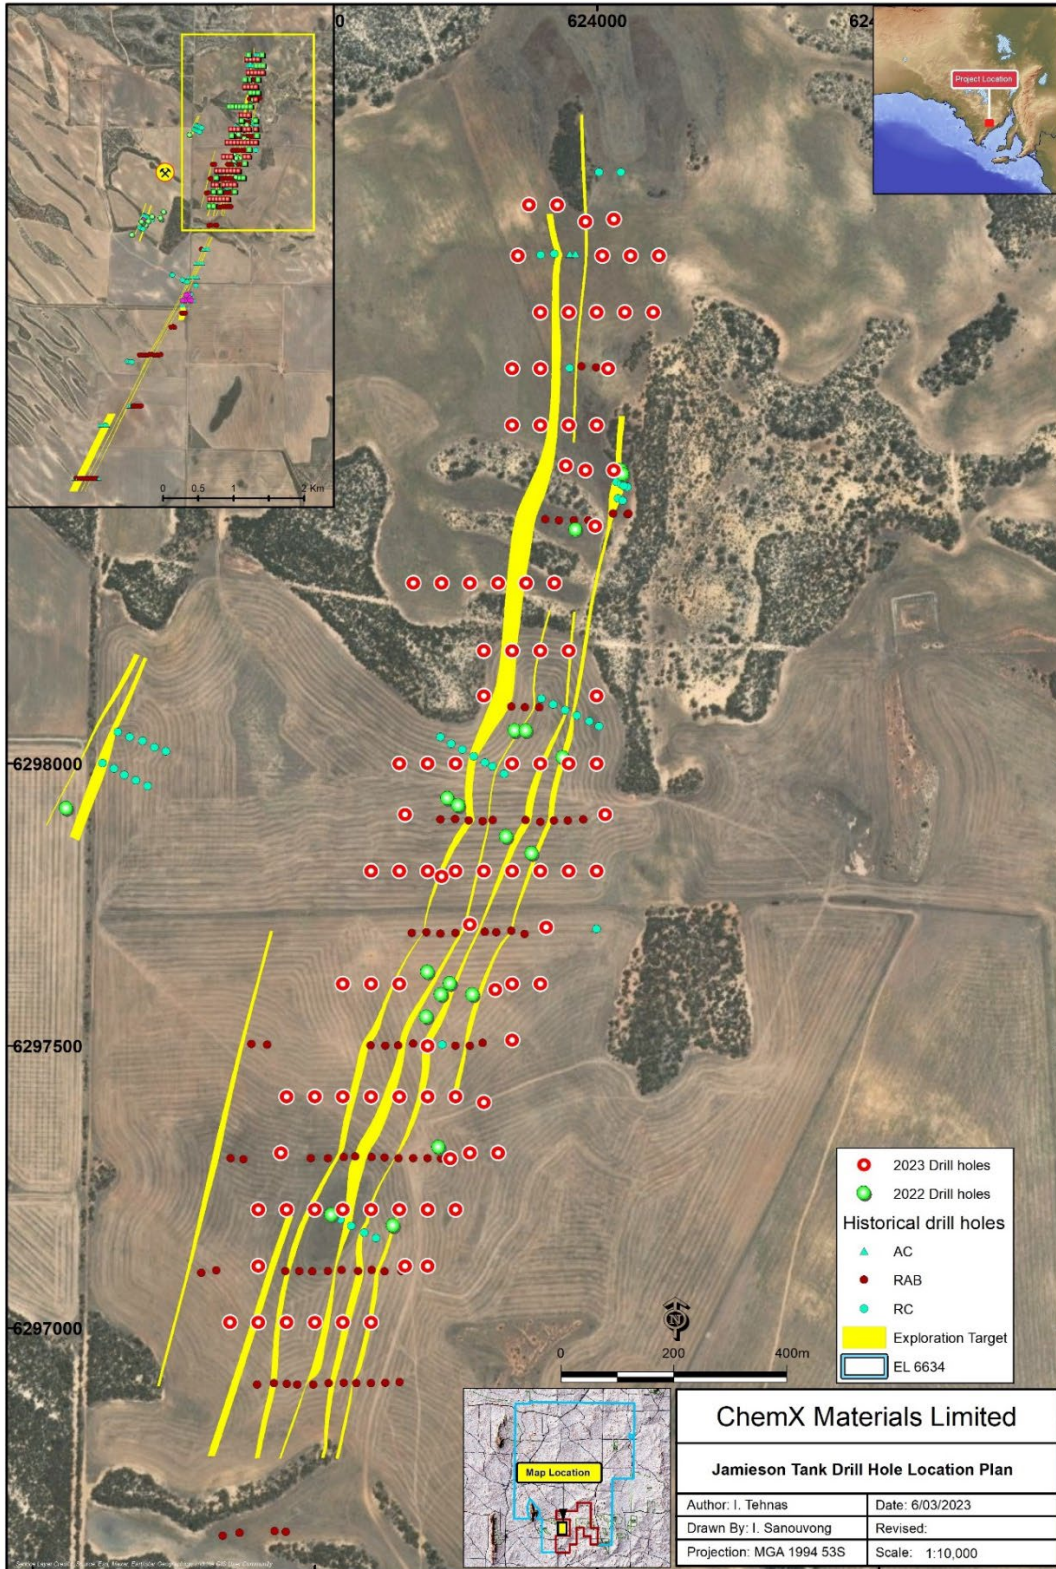 0
624000
624
Project Location
0 0.5 1 2 Km
6298000
6297500
6297000
2023 Drill holes
2022 Drill holes
Historical drill holes
AC
RAB
RC
Exploration Target
EL 6634
N
0 200 400m
Map Location
ChemX Materials Limited
Jamieson Tank Drill Hole Location Plan
Author: I. Tehnas
Date: 6/03/2023
Drawn By: I. Sanouvong
Revised:
Projection: MGA 1994 53S
Scale: 1:10,000